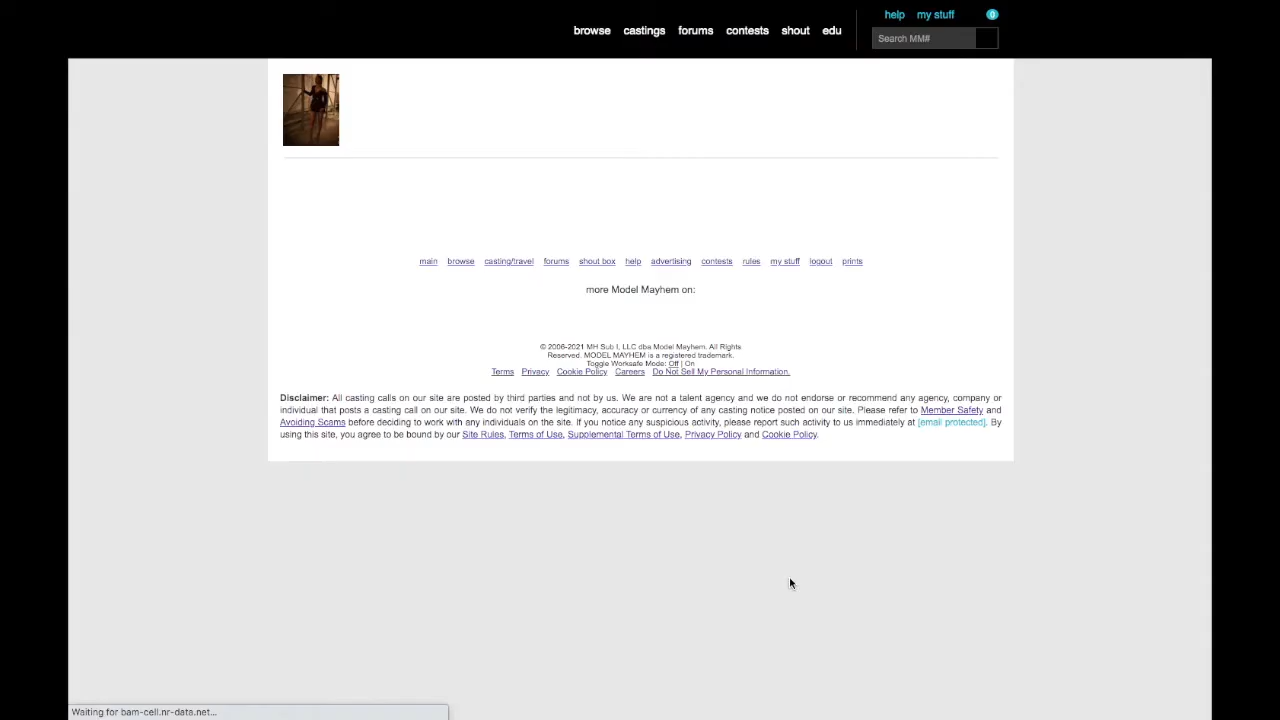 help my stuff 0
browse castings forums contests shout edu
Search MM#
main browse casting/travel forums shout box help advertising contests rules my stuff logout prints
more Model Mayhem on:
© 2006-2021 MH Sub I, LLC dba Model Mayhem. All Rights
Reserved. MODEL MAYHEM is a registered trademark.
Toggle Worksafe Mode: Off | On
Terms Privacy Cookie Policy Careers Do Not Sell My Personal Information.
Disclaimer: All casting calls on our site are posted by third parties and not by us. We are not a talent agency and we do not endorse or recommend any agency, company or
individual that posts a casting call on our site. We do not verify the legitimacy, accuracy or currency of any casting notice posted on our site. Please refer to Member Safety and
Avoiding Scams before deciding to work with any individuals on the site. If you notice any suspicious activity, please report such activity to us immediately at [email protected]. By
using this site, you agree to be bound by our Site Rules, Terms of Use, Supplemental Terms of Use, Privacy Policy and Cookie Policy.
Waiting for bam-cell.nr-data.net...